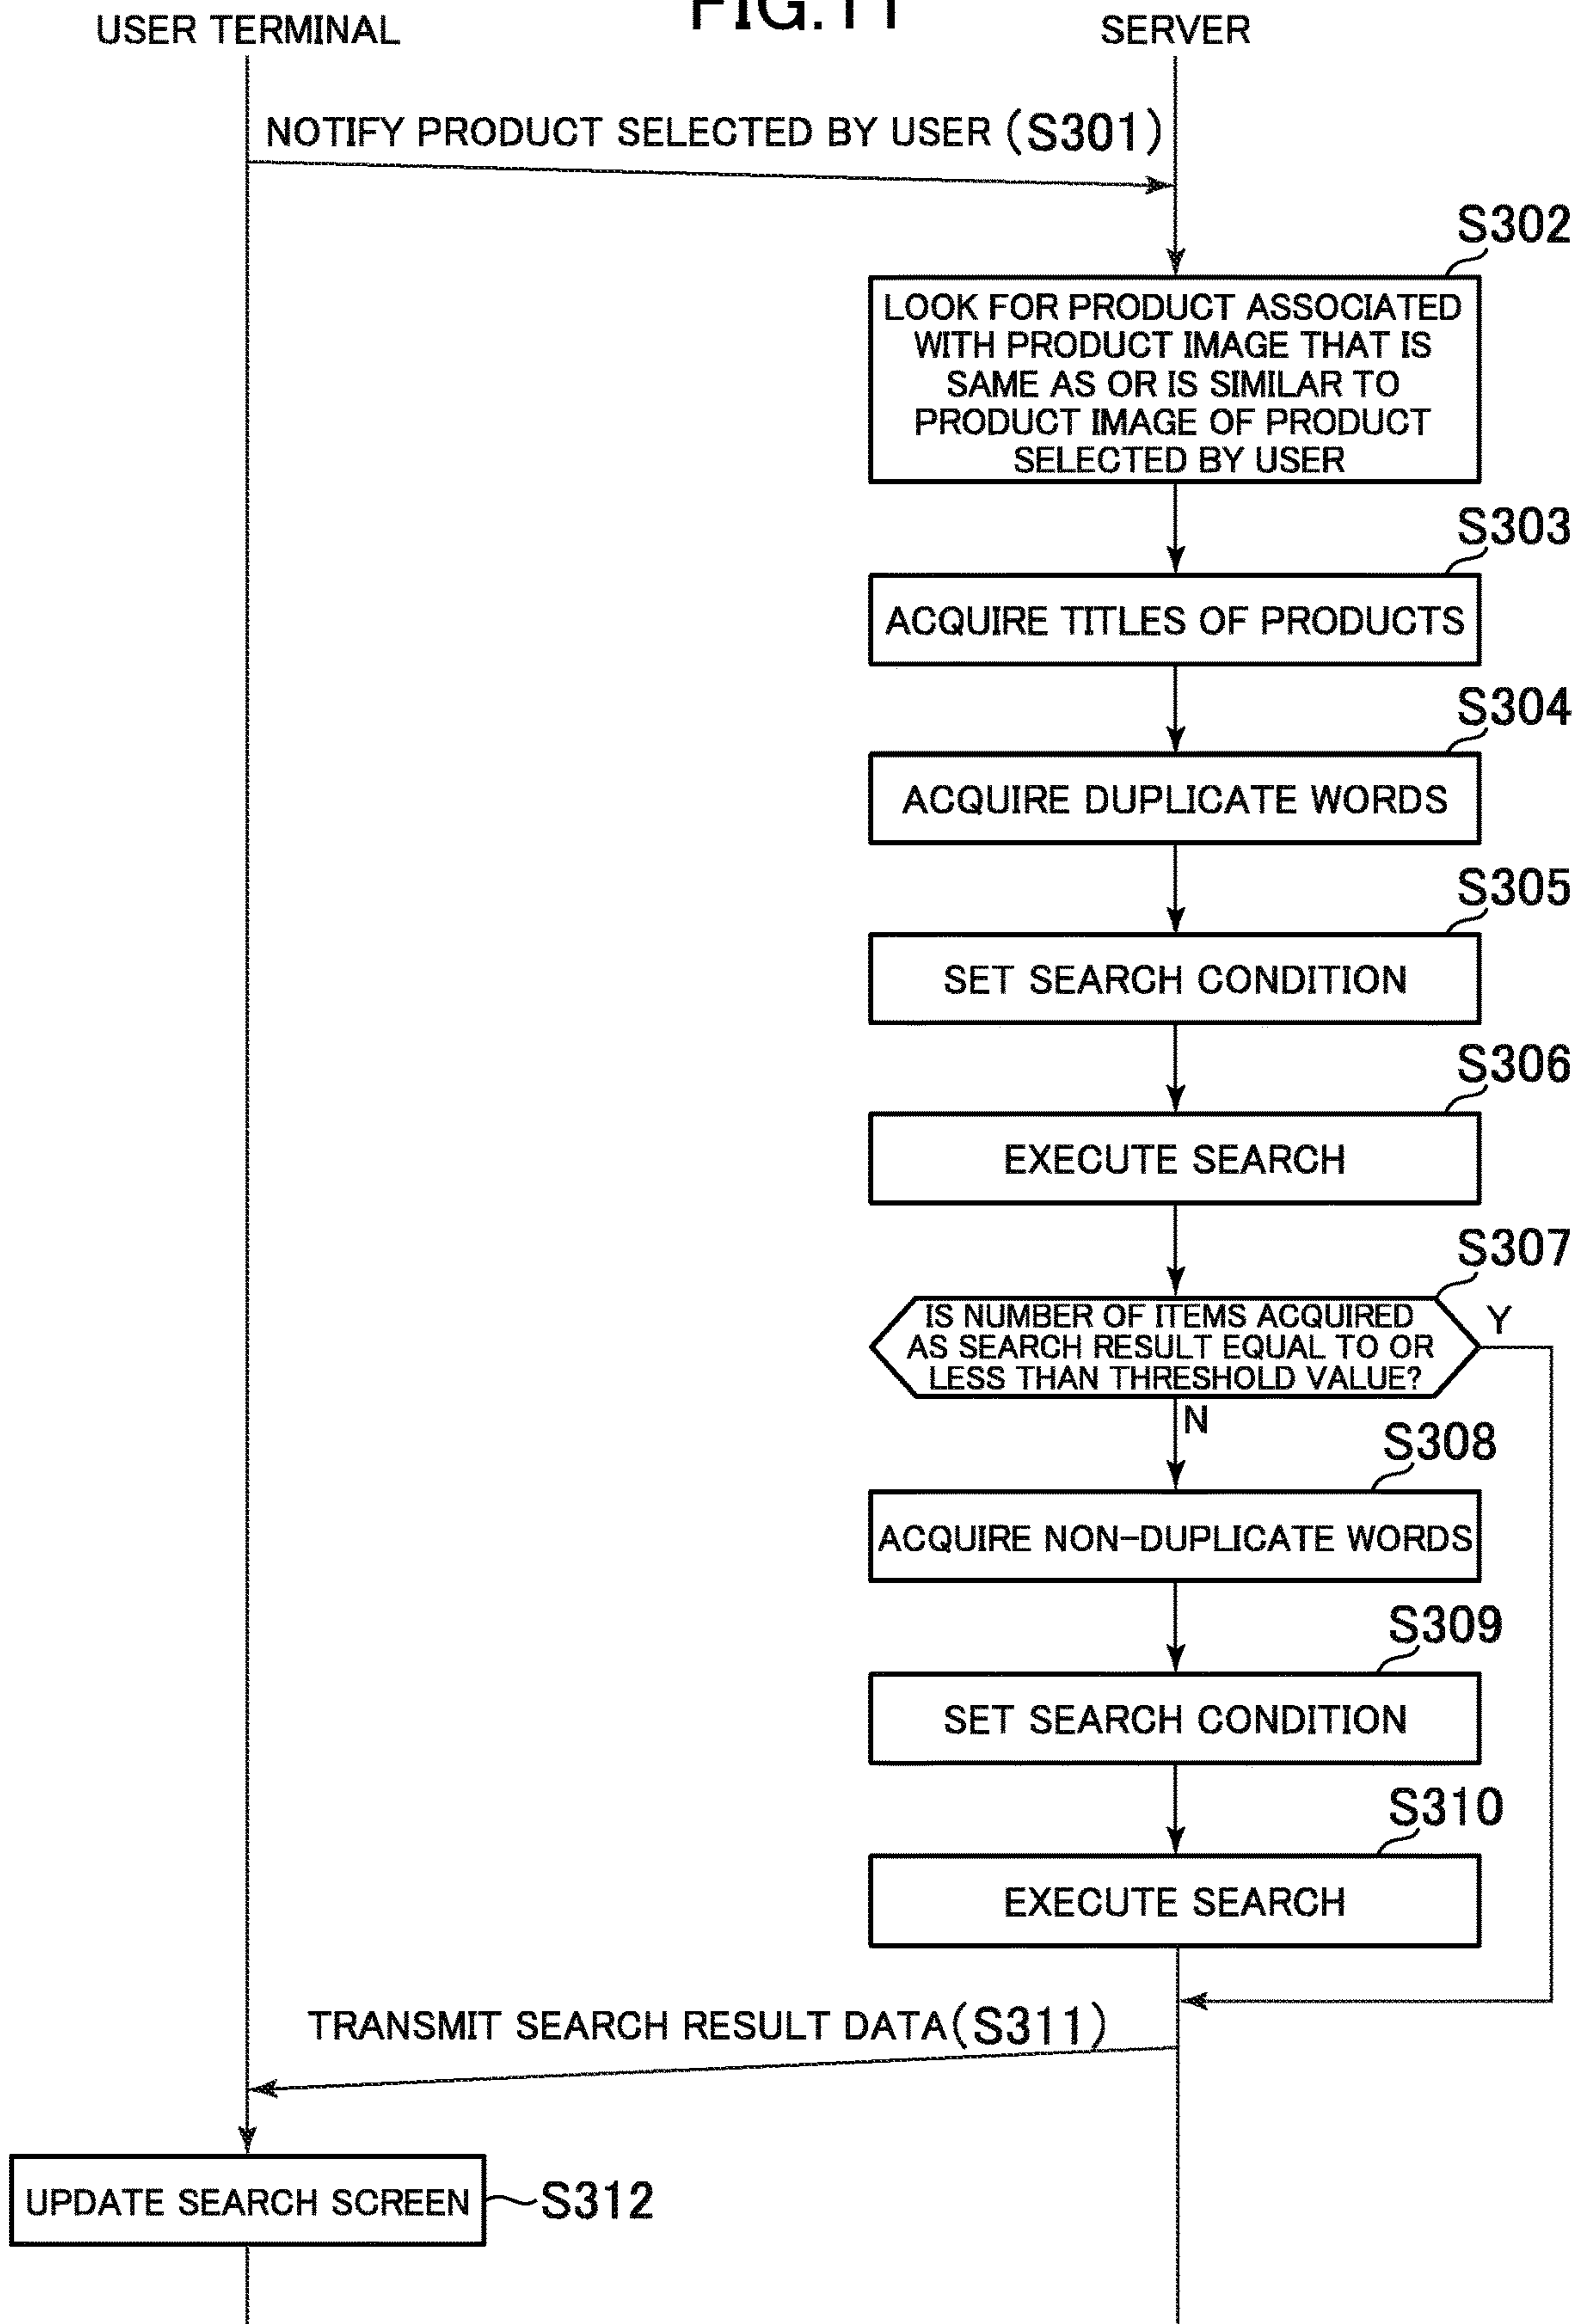 FIG.11
USER TERMINAL
SERVER
NOTIFY PRODUCT SELECTED BY USER (S301)
S302
LOOK FOR PRODUCT ASSOCIATED
WITH PRODUCT IMAGE THAT IS
SAME AS OR IS SIMILAR TO
PRODUCT IMAGE OF PRODUCT
SELECTED BY USER
S303
ACQUIRE TITLES OF PRODUCTS
S304
ACQUIRE DUPLICATE WORDS
S305
SET SEARCH CONDITION
S306
EXECUTE SEARCH
S307
IS NUMBER OF ITEMS ACQUIRED
AS SEARCH RESULT EQUAL TO OR
LESS THAN THRESHOLD VALUE?
Y
N
S308
ACQUIRE NON-DUPLICATE WORDS
S309
SET SEARCH CONDITION
S310
EXECUTE SEARCH
TRANSMIT SEARCH RESULT DATA(S311)
UPDATE SEARCH SCREEN
S312